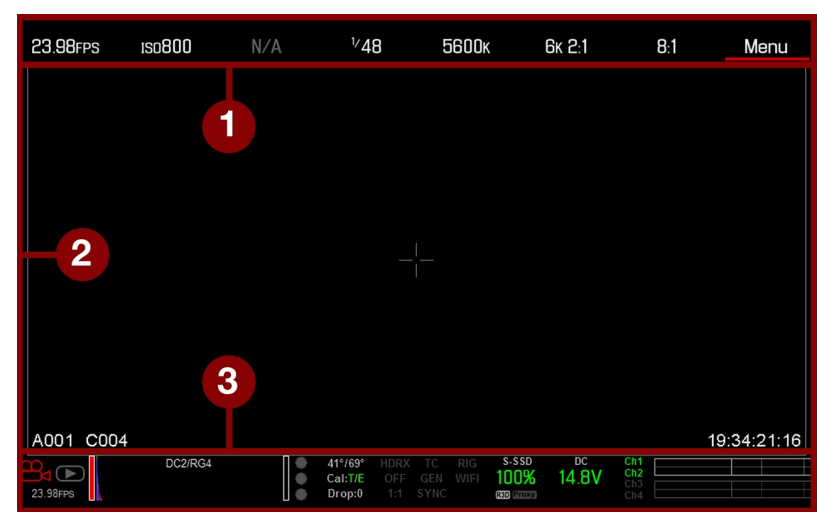 23.98FPS ISO800 N/A 1/48 5600K 6K 2:1 8:1 Menu
1
2
3
A001 C004 19:34:21:16
DC2/RG4 41°/69° HDRX TC RIG S-SSD DC Ch1
Cal:T/E OFF GEN WIFI 100% 14.8V Ch2
Ch3
23.98FPS Drop:0 1:1 SYNC R3D Proxy Ch4